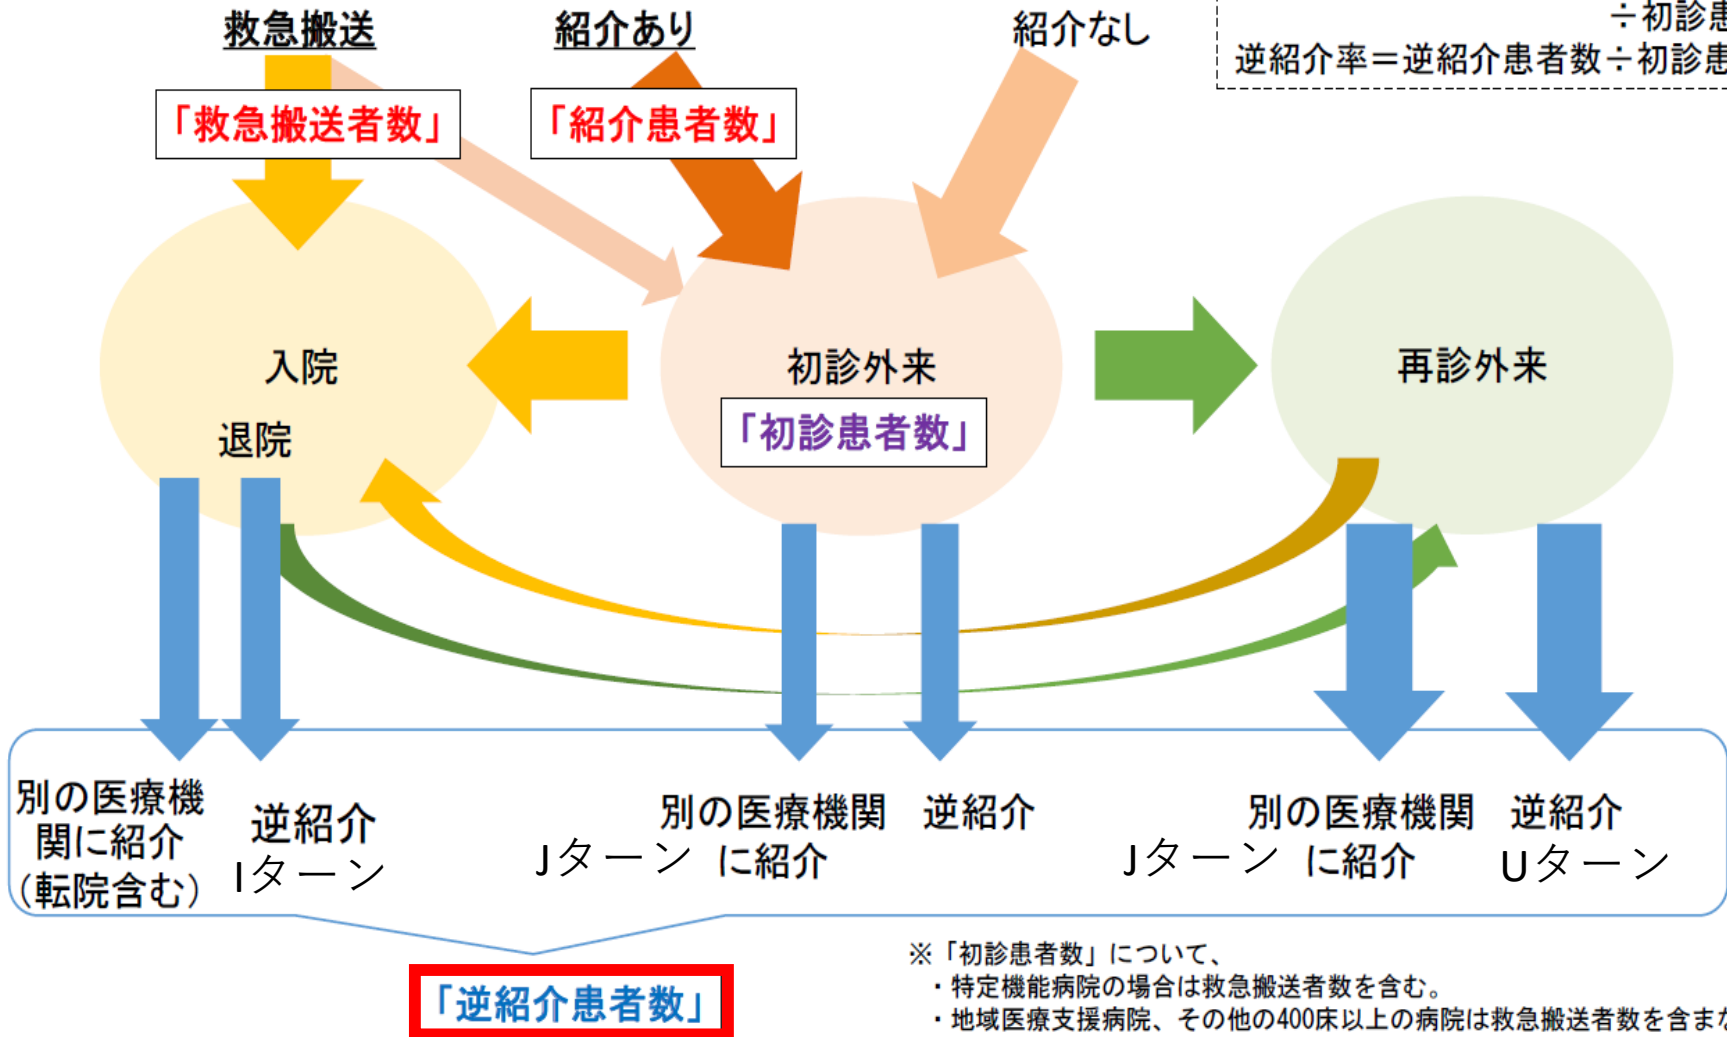 ÷初診患
逆紹介率＝逆紹介患者数÷初診患
救急搬送
紹介あり
紹介なし
「救急搬送者数」
「紹介患者数」
入院
退院
初診外来
「初診患者数」
再診外来
別の医療機
関に紹介
（転院含む）
逆紹介
Iターン
Jターン
別の医療機関
に紹介
逆紹介
Jターン
別の医療機関
に紹介
逆紹介
Uターン
「逆紹介患者数」
※「初診患者数」について、
・特定機能病院の場合は救急搬送者数を含む。
・地域医療支援病院、その他の400床以上の病院は救急搬送者数を含まな